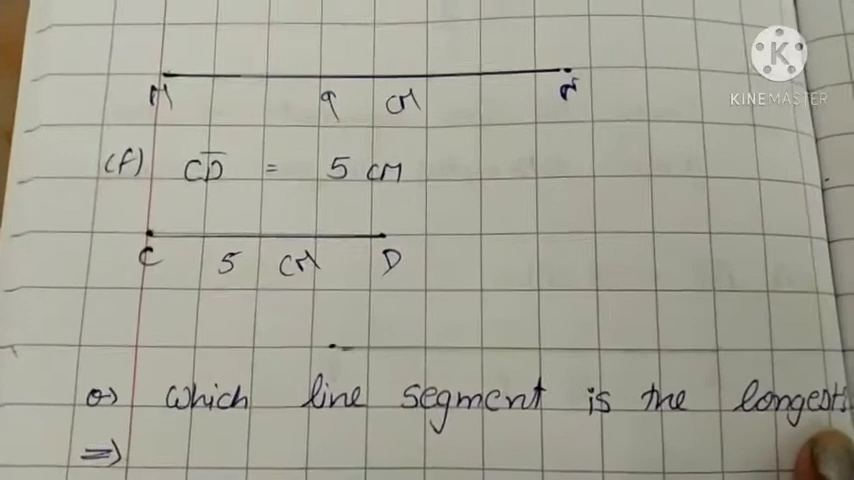 K
KINEMASTER
M 9 CM N
(f) CD = 5 CM
C 5 CM D
Q) which line segment is the longest
⇒